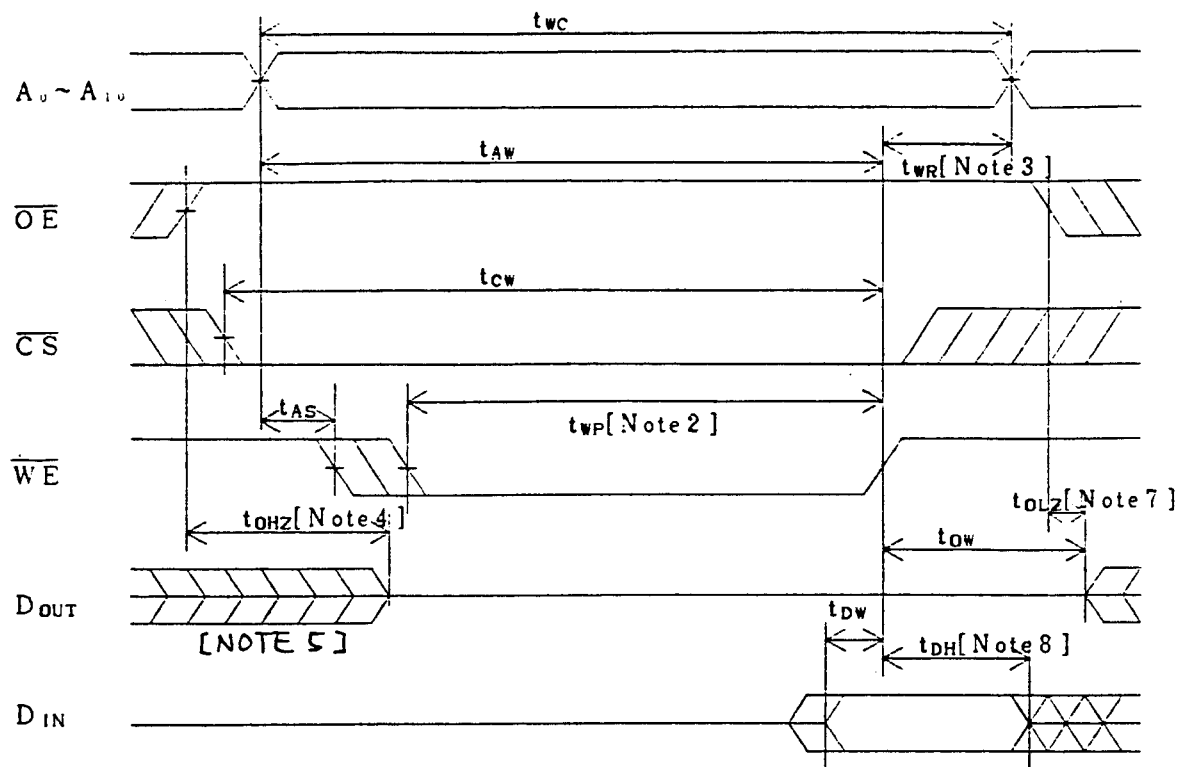 tWC
A0~A10
tAW
tWR[Note 3]
OE
tCW
CS
tAS
tWP[Note 2]
WE
tOHZ[Note 4]
tOLZ[Note 7]
tOW
DOUT
[NOTE 5]
tDW
tDH[Note 8]
DIN